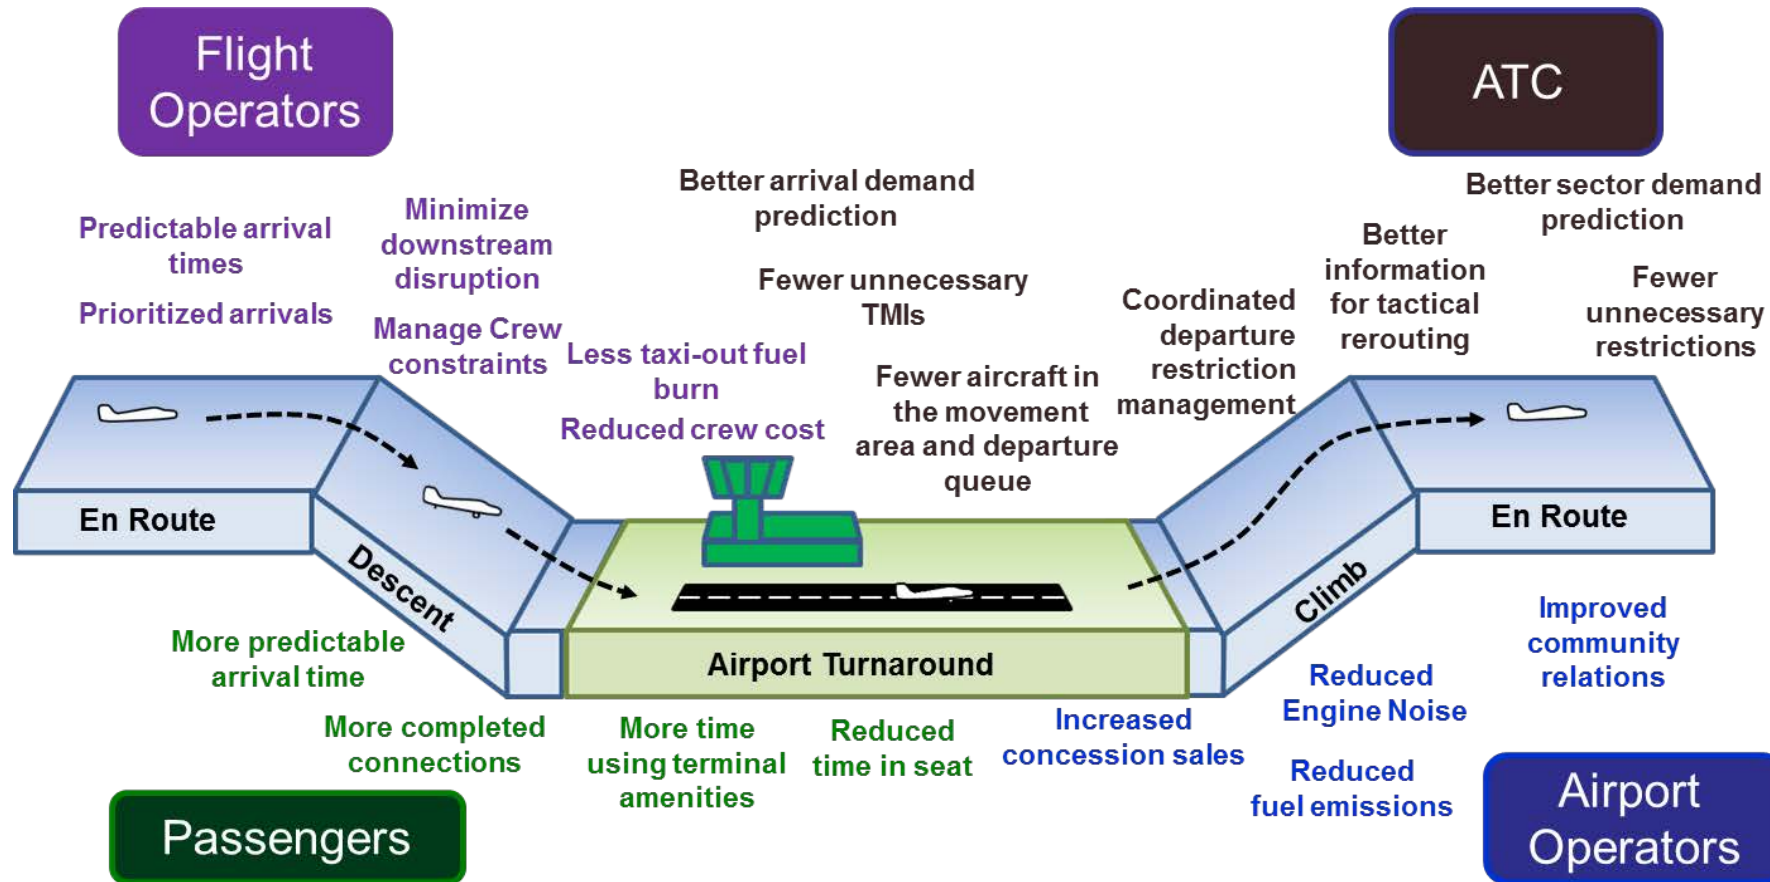 Flight
Operators
ATC
Predictable arrival
times
Prioritized arrivals
Minimize
downstream
disruption
Manage Crew
constraints
Less taxi-out fuel
burn
Reduced crew cost
Better arrival demand
prediction
Fewer unnecessary
TMIs
Fewer aircraft in
the movement
area and departure
queue
Coordinated
departure
restriction
management
Better
information
for tactical
rerouting
Better sector demand
prediction
Fewer
unnecessary
restrictions
En Route
Descent
Airport Turnaround
Climb
En Route
More predictable
arrival time
More completed
connections
More time
using terminal
amenities
Reduced
time in seat
Increased
concession sales
Reduced
Engine Noise
Reduced
fuel emissions
Improved
community
relations
Passengers
Airport
Operators